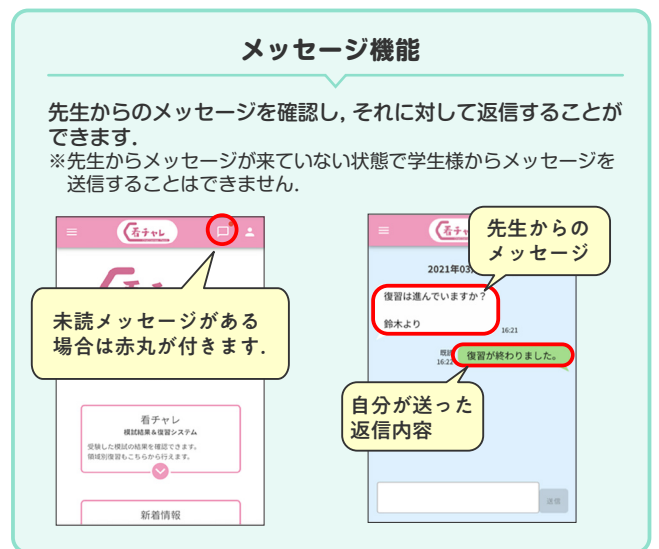 メッセージ機能
先生からのメッセージを確認し, それに対して返信することが
できます.
※先生からメッセージが来ていない状態で学生様からメッセージを
送信することはできません.
看チャレ
未読メッセージがある
場合は赤丸が付きます.
看チャレ
模試結果&復習システム
受験した模試の結果を確認できます。
領域別復習もこちらから行えます。
新着情報
看チャ
先生からの
メッセージ
2021年03
復習は進んでいますか？
鈴木より
16:21
既読
16:22
復習が終わりました。
自分が送った
返信内容
送信